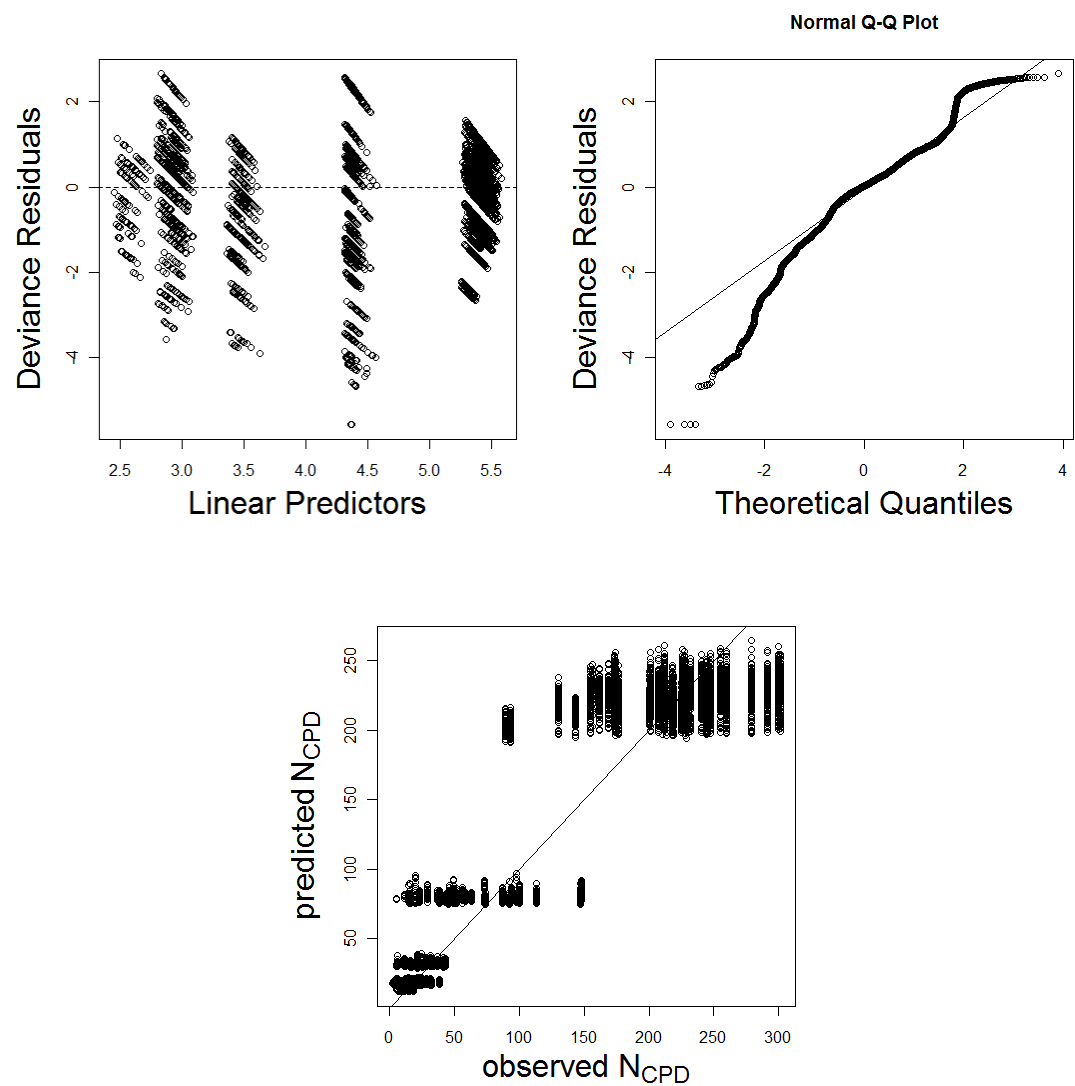 Normal Q-Q Plot
Deviance Residuals
2
0
-2
-4
2.5 3.0 3.5 4.0 4.5 5.0 5.5
Linear Predictors
Deviance Residuals
2
0
-2
-4
-4 -2 0 2 4
Theoretical Quantiles
predicted NCPD
250
200
150
100
50
0 50 100 150 200 250 300
observed NCPD